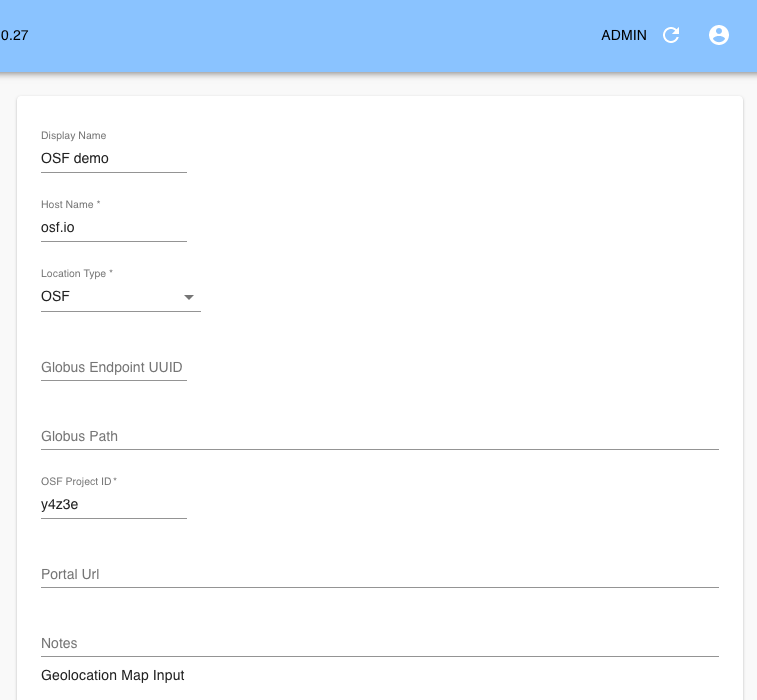 0.27 ADMIN
Display Name
OSF demo
Host Name *
osf.io
Location Type *
OSF
Globus Endpoint UUID
Globus Path
OSF Project ID *
y4z3e
Portal Url
Notes
Geolocation Map Input